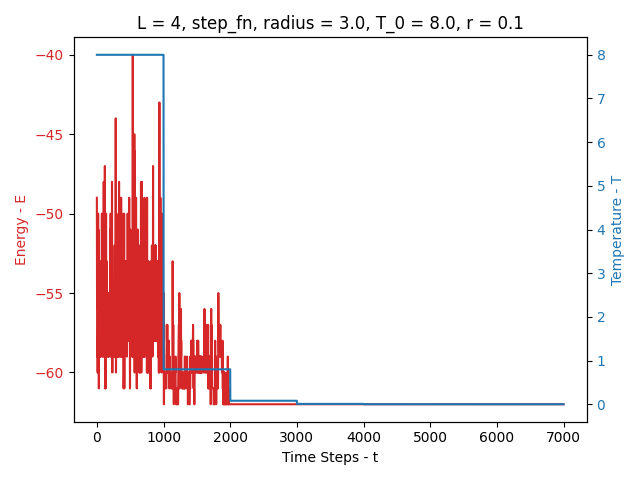 L = 4, step_fn, radius = 3.0, T_0 = 8.0, r = 0.1
−40
−45
−50
−55
−60
Energy - E
8
7
6
5
4
3
2
1
0
Temperature - T
0 1000 2000 3000 4000 5000 6000 7000
Time Steps - t